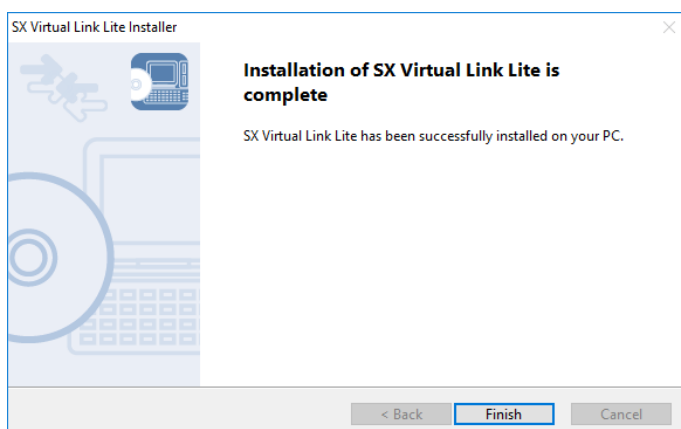 SX Virtual Link Lite Installer
Installation of SX Virtual Link Lite is
complete
SX Virtual Link Lite has been successfully installed on your PC.
< Back Finish Cancel